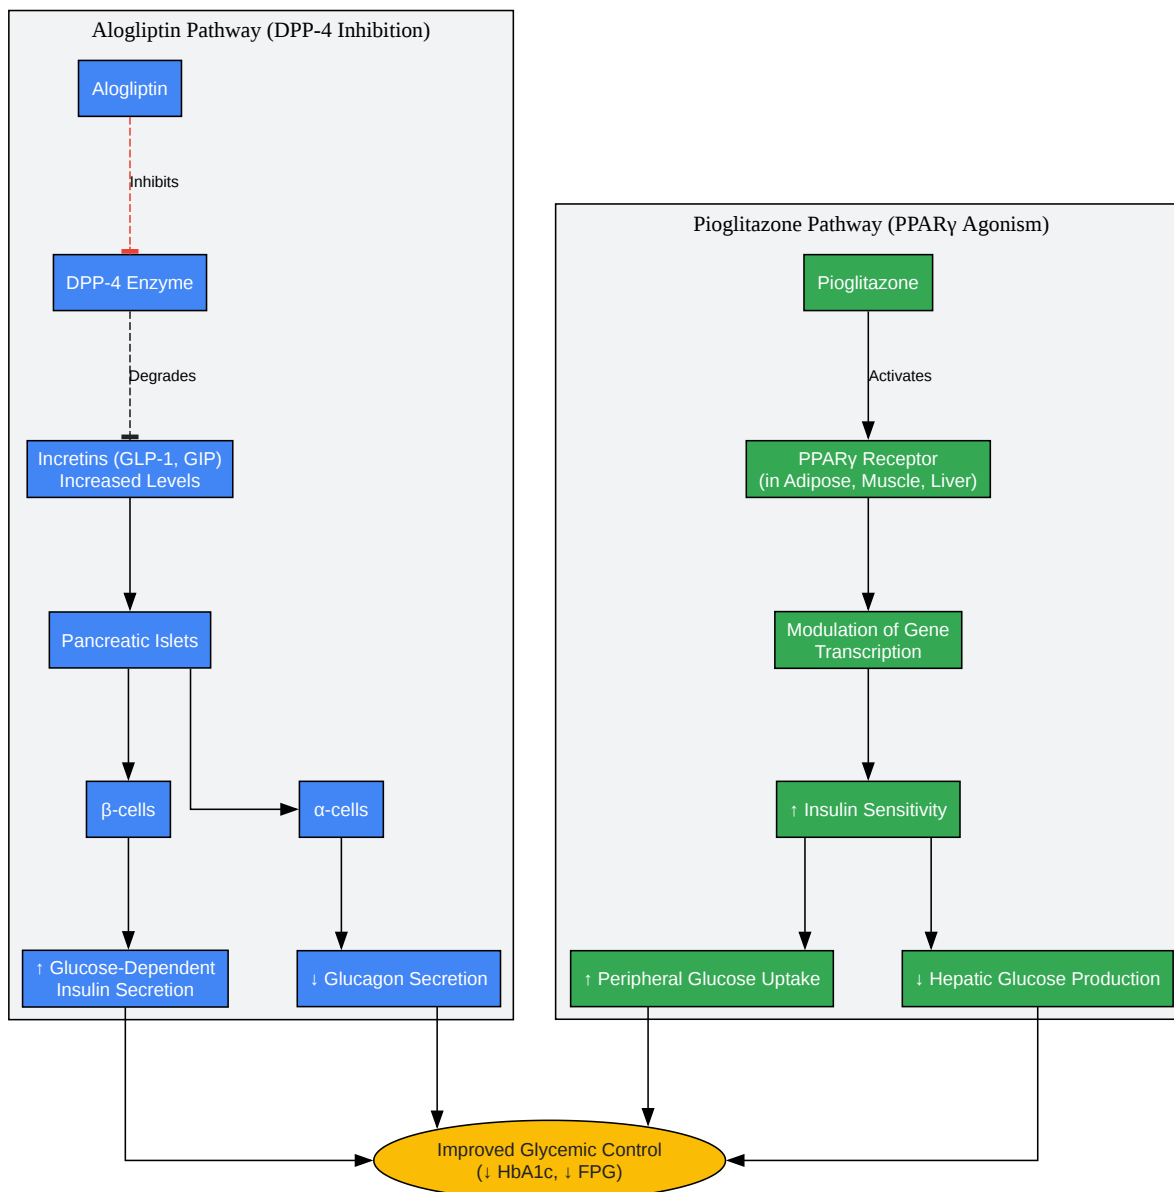 Alogliptin Pathway (DPP-4 Inhibition)
Alogliptin
Inhibits
DPP-4 Enzyme
Degrades
Incretins (GLP-1, GIP)
Increased Levels
Pancreatic Islets
β-cells
α-cells
↑ Glucose-Dependent
Insulin Secretion
↓ Glucagon Secretion
Pioglitazone Pathway (PPARγ Agonism)
Pioglitazone
Activates
PPARγ Receptor
(in Adipose, Muscle, Liver)
Modulation of Gene
Transcription
↑ Insulin Sensitivity
↑ Peripheral Glucose Uptake
↓ Hepatic Glucose Production
Improved Glycemic Control
(↓ HbA1c, ↓ FPG)